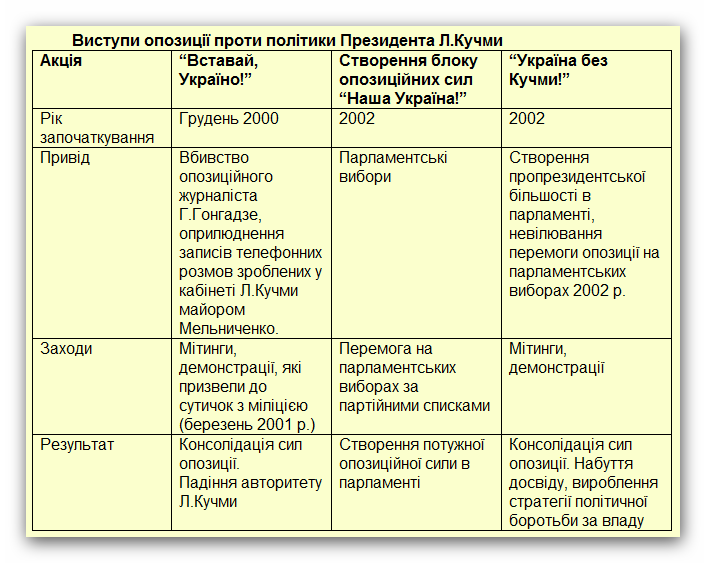 Виступи опозиції проти політики Президента Л.Кучми
Акція
“Вставай,
Україно!”
Створення блоку
опозиційних сил
“Наша Україна!”
“Україна без
Кучми!”
Рік
започаткування
Грудень 2000
2002
2002
Привід
Вбивство
опозиційного
журналіста
Г.Гонгадзе,
оприлюднення
записів телефонних
розмов зроблених у
кабінеті Л.Кучми
майором
Мельниченко.
Парламентські
вибори
Створення
пропрезидентської
більшості в
парламенті,
невілювання
перемоги опозиції на
парламентських
виборах 2002 р.
Заходи
Мітинги,
демонстрації, які
призвели до
сутичок з міліцією
(березень 2001 р.)
Перемога на
парламентських
виборах за
партійними списками
Мітинги,
демонстрації
Результат
Консолідація сил
опозиції.
Падіння авторитету
Л.Кучми
Створення потужної
опозиційної сили в
парламенті
Консолідація сил
опозиції. Набуття
досвіду, вироблення
стратегії політичної
боротьби за владу